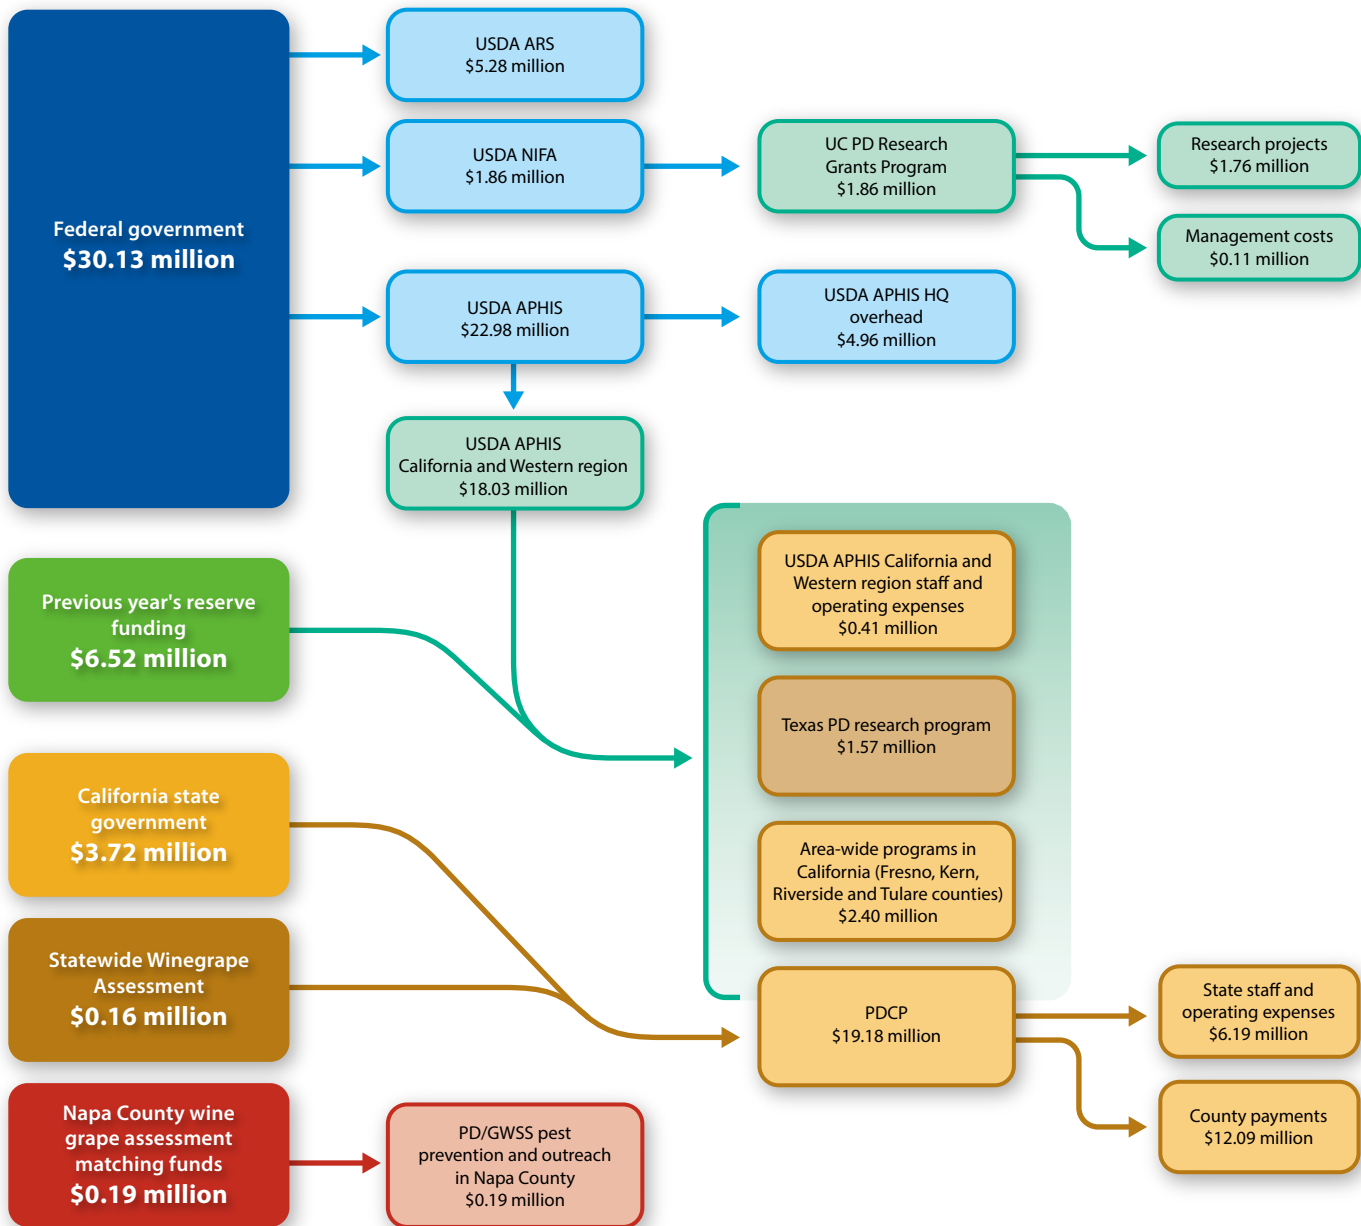 Federal government
$30.13 million
USDA ARS
$5.28 million
USDA NIFA
$1.86 million
UC PD Research
Grants Program
$1.86 million
Research projects
$1.76 million
Management costs
$0.11 million
USDA APHIS
$22.98 million
USDA APHIS HQ
overhead
$4.96 million
USDA APHIS
California and Western region
$18.03 million
Previous year's reserve
funding
$6.52 million
USDA APHIS California and
Western region staff and
operating expenses
$0.41 million
Texas PD research program
$1.57 million
California state
government
$3.72 million
Area-wide programs in
California (Fresno, Kern,
Riverside and Tulare counties)
$2.40 million
Statewide Winegrape
Assessment
$0.16 million
PDCP
$19.18 million
State staff and
operating expenses
$6.19 million
County payments
$12.09 million
Napa County wine
grape assessment
matching funds
$0.19 million
PD/GWSS pest
prevention and outreach
in Napa County
$0.19 million